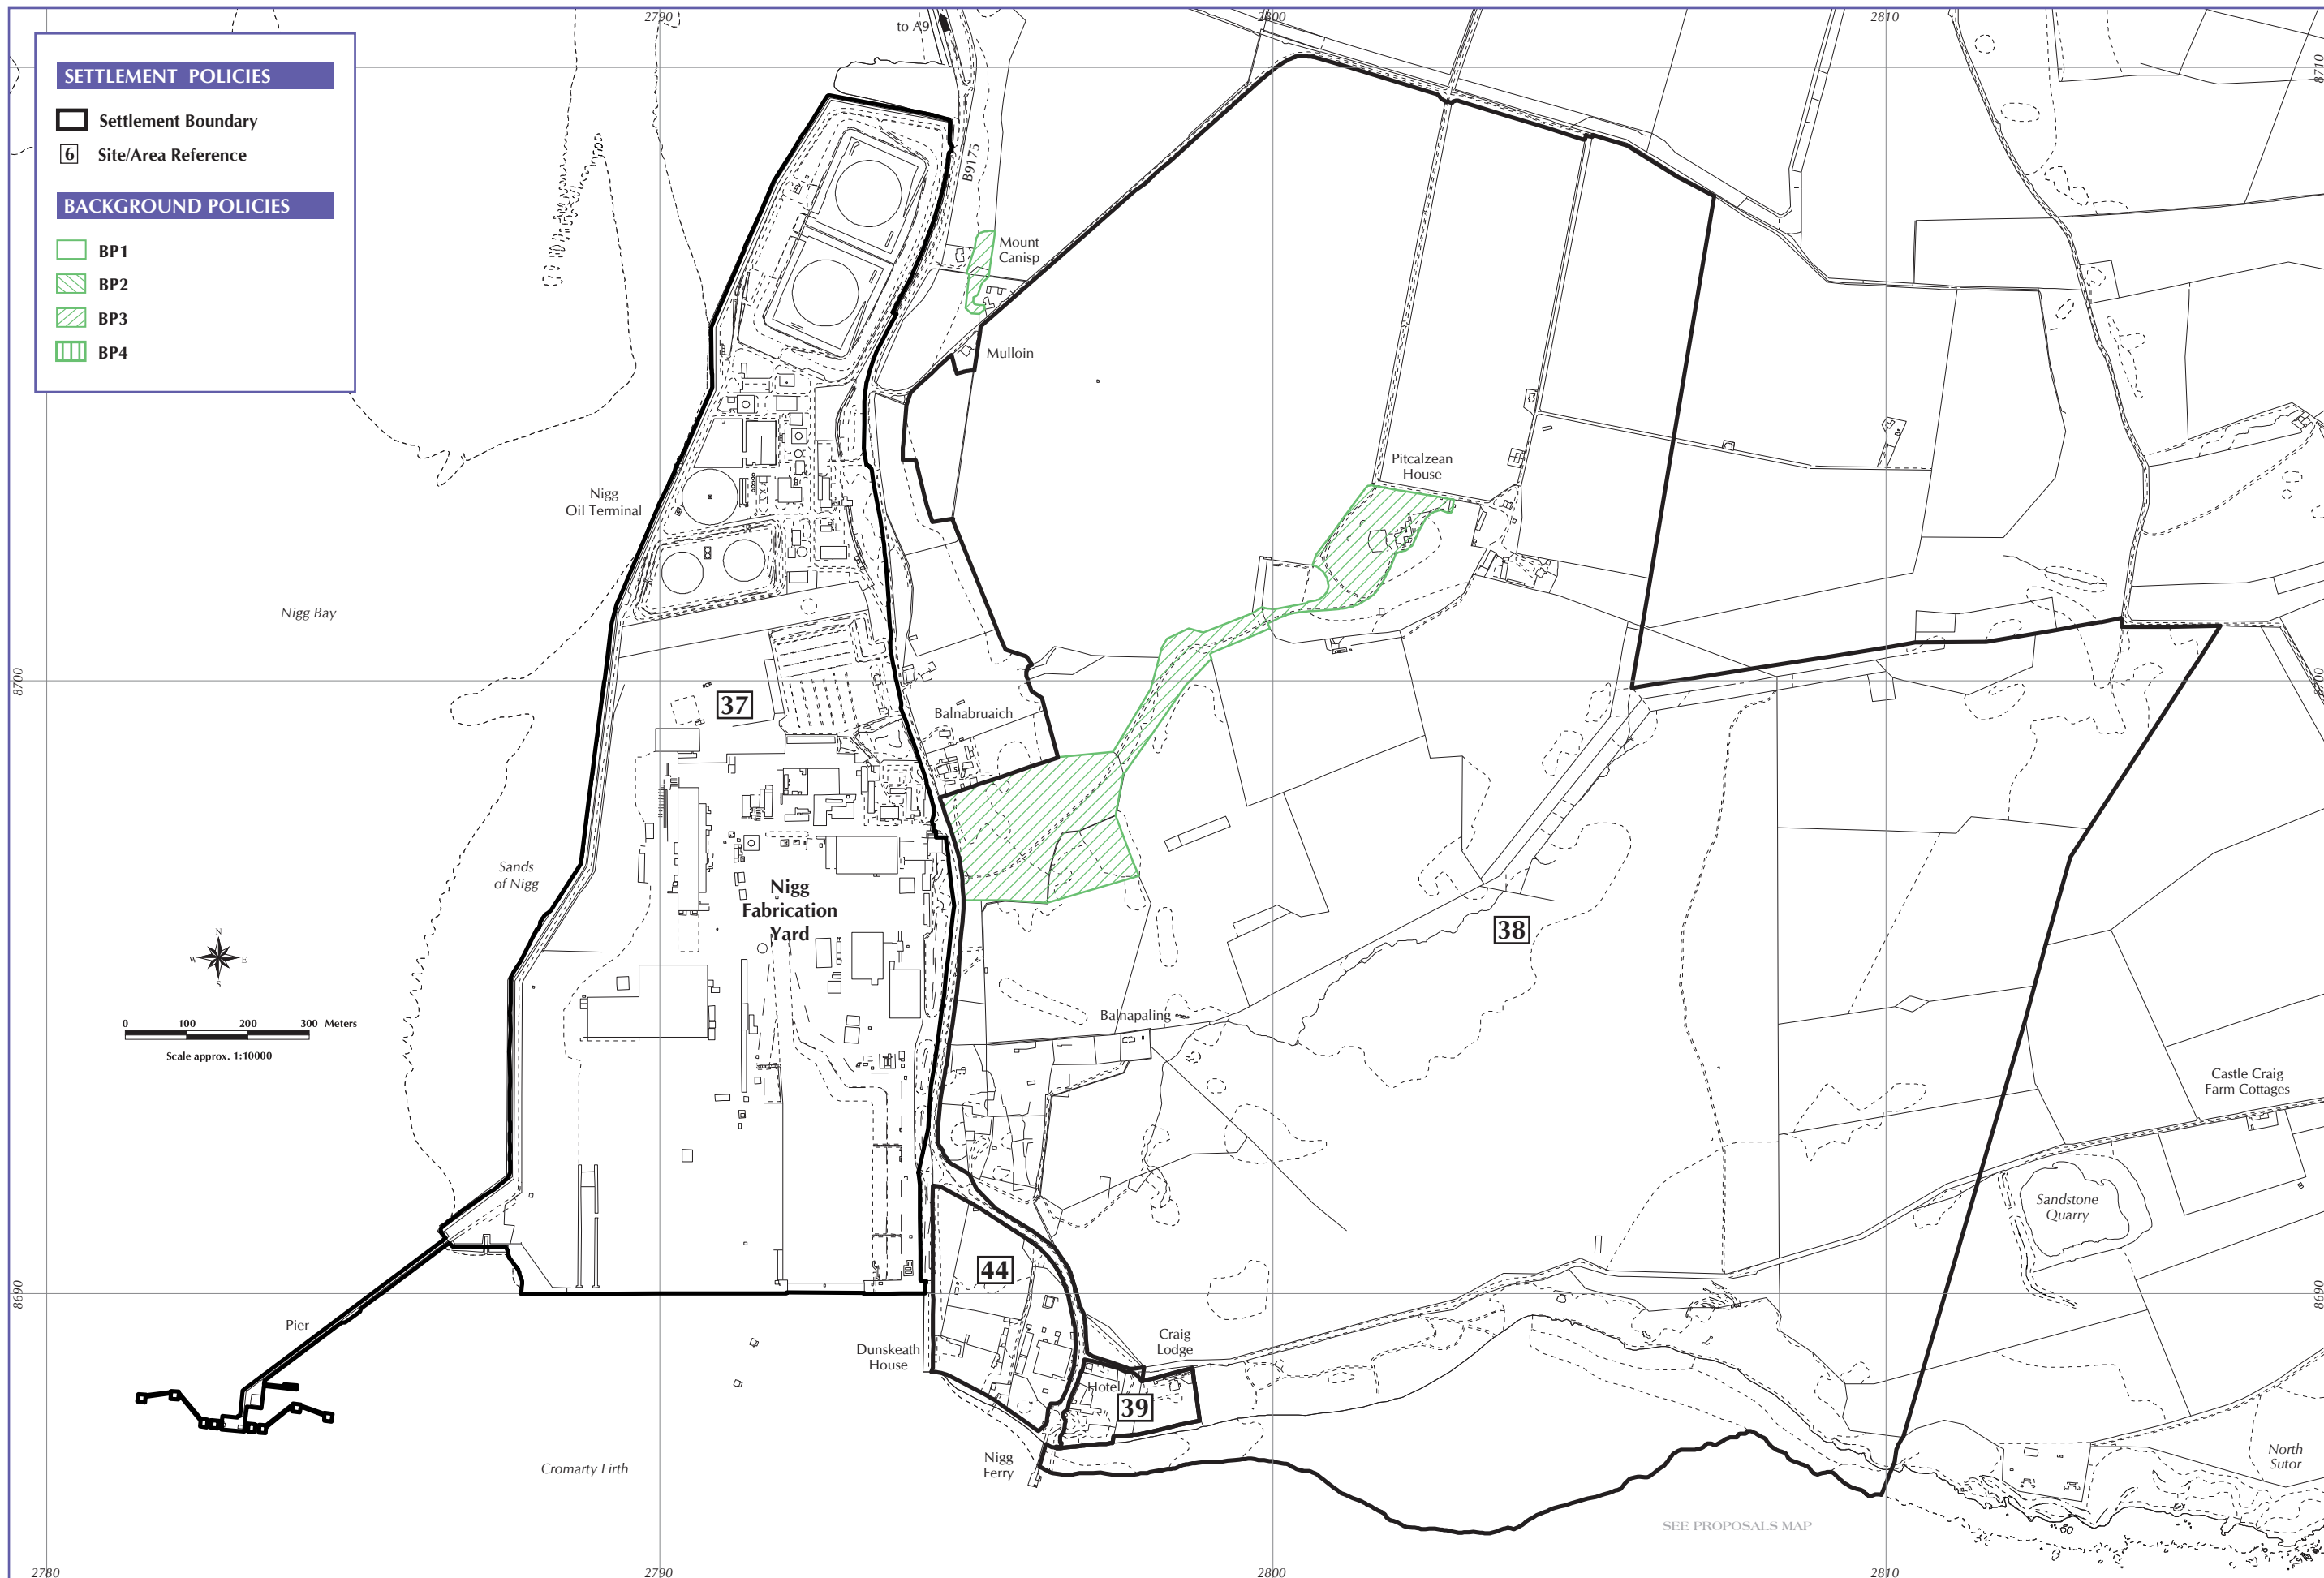 2790
2800
2810
to A9
8710
SETTLEMENT POLICIES
Settlement Boundary
6 Site/Area Reference
BACKGROUND POLICIES
BP1
BP2
BP3
BP4
B9175
Mount
Canisp
Mulloin
Pitcalzean
House
Nigg
Oil Terminal
Nigg Bay
8700
8700
37
Balnabruaich
Sands
of Nigg
Nigg
Fabrication
Yard
38
N
W E
S
0 100 200 300 Meters
Scale approx. 1:10000
Balnapaling
Castle Craig
Farm Cottages
Sandstone
Quarry
44
8690
8690
Pier
Dunskeath
House
Craig
Lodge
Hotel
39
Nigg
Ferry
Cromarty Firth
North
Sutor
SEE PROPOSALS MAP
2780
2790
2800
2810